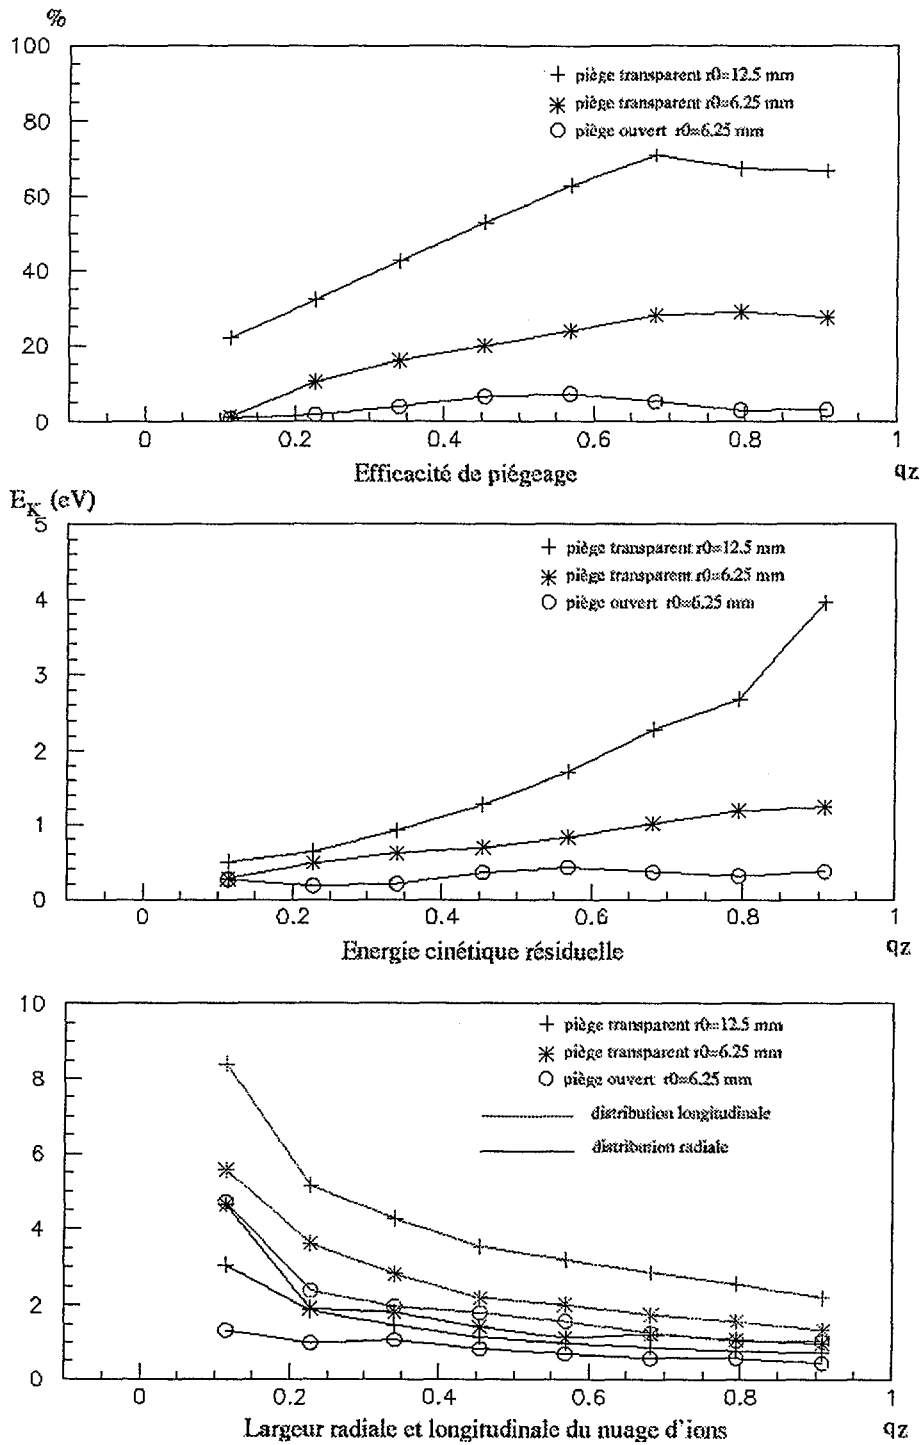 %
100
80
60
40
20
0
piège transparent r0=12.5 mm
piège transparent r0=6.25 mm
piège ouvert r0=6.25 mm
0 0.2 0.4 0.6 0.8 1
Efficacité de piégeage
qz
E_K (eV)
5
4
3
2
1
0
piège transparent r0=12.5 mm
piège transparent r0=6.25 mm
piège ouvert r0=6.25 mm
0 0.2 0.4 0.6 0.8 1
Energie cinétique résiduelle
qz
10
8
6
4
2
0
piège transparent r0=12.5 mm
piège transparent r0=6.25 mm
piège ouvert r0=6.25 mm
distribution longitudinale
distribution radiale
0 0.2 0.4 0.6 0.8 1
Largeur radiale et longitudinale du nuage d'ions
qz